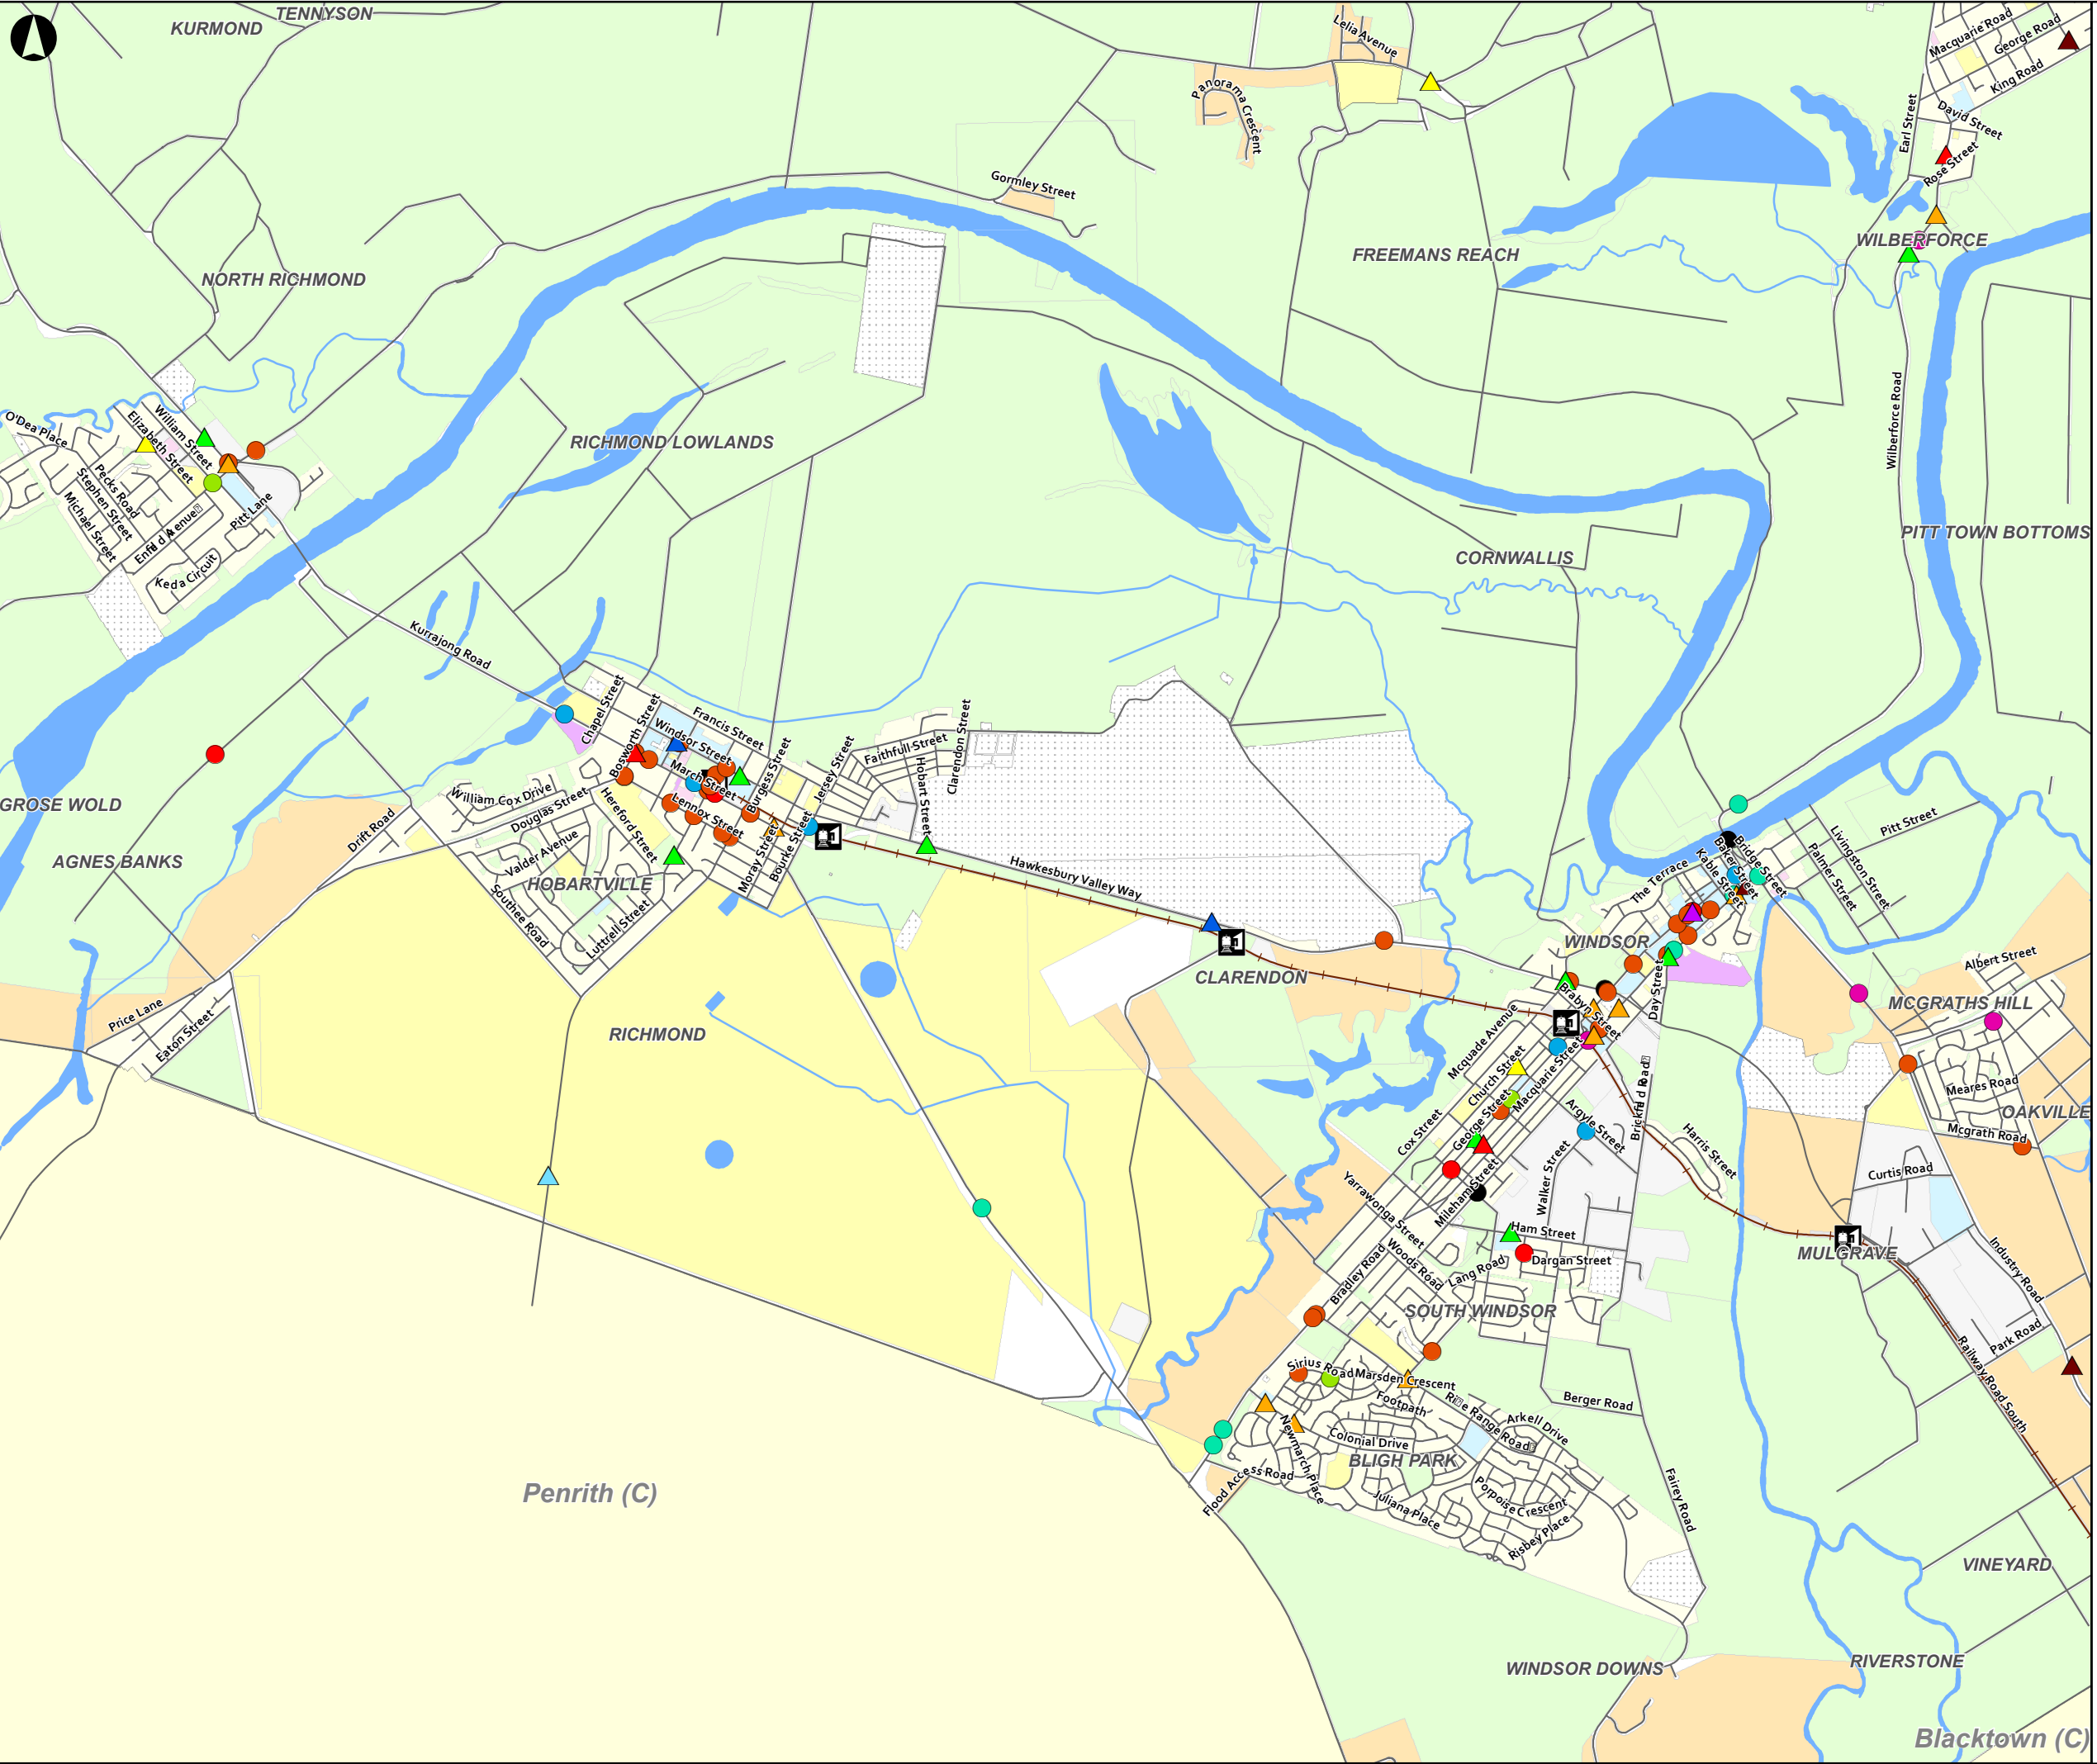 TENNYSON
KURMOND
Lelia Avenue
Macquarie Road
George Road
King Road
Panorama Crescent
David Street
Earl Street
Rose Street
Gormley Street
WILBERFORCE
FREEMANS REACH
NORTH RICHMOND
Wilberforce Road
O'Dea Place
William Street
Elizabeth Street
RICHMOND LOWLANDS
Pecks Road
Stephen Street
Michael Street
Pitt Lane
PITT TOWN BOTTOMS
CORNWALLIS
Kurrajong Road
Chapel Street
Bosworth Street
Francis Street
Windsor Street
Clarendon Street
Faithfull Street
Jersey Street
Burgess Street
Hobart Street
March Street
GROSE WOLD
William Cox Drive
Douglas Street
Hereford Street
Lennox Street
Drift Road
Valder Avenue
Moray Street
Bourke Street
AGNES BANKS
HOBARTVILLE
Hawkesbury Valley Way
Southee Road
Luttrell Street
Pitt Street
Livingston Street
Palmer Street
Bridge Street
Baker Street
Kable Street
The Terrace
WINDSOR
CLARENDON
Albert Street
Day Street
MCGRATHS HILL
Brabyn Street
Price Lane
Eaton Street
RICHMOND
Mcquade Avenue
Church Street
Macquarie Street
George Street
Cox Street
Argyle Street
Meares Road
OAKVILLE
Mcgrath Road
Harris Street
Curtis Road
Walker Street
Mileham Street
Yarrawonga Street
Ham Street
Dargan Street
Woods Road
Lang Road
Bradley Road
MULGRAVE
Industry Road
SOUTH WINDSOR
Park Road
Railway Road South
Sirius Road
Marsden Crescent
Footpath
Berger Road
Arkell Drive
Newmarch Place
Colonial Drive
BLIGH PARK
Flood Access Road
Juliana Place
Porpoise Crescent
Risbey Place
Fairey Road
Penrith (C)
VINEYARD
RIVERSTONE
WINDSOR DOWNS
Blacktown (C)